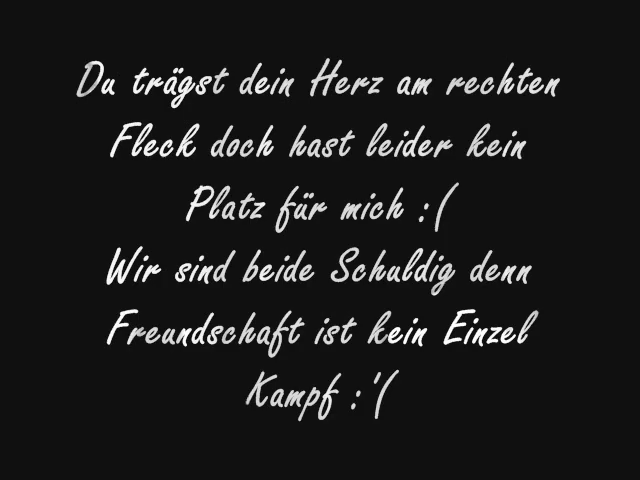 Du trägst dein Herz am rechten
Fleck doch hast leider kein
Platz für mich :(
Wir sind beide Schuldig denn
Freundschaft ist kein Einzel
Kampf :'(